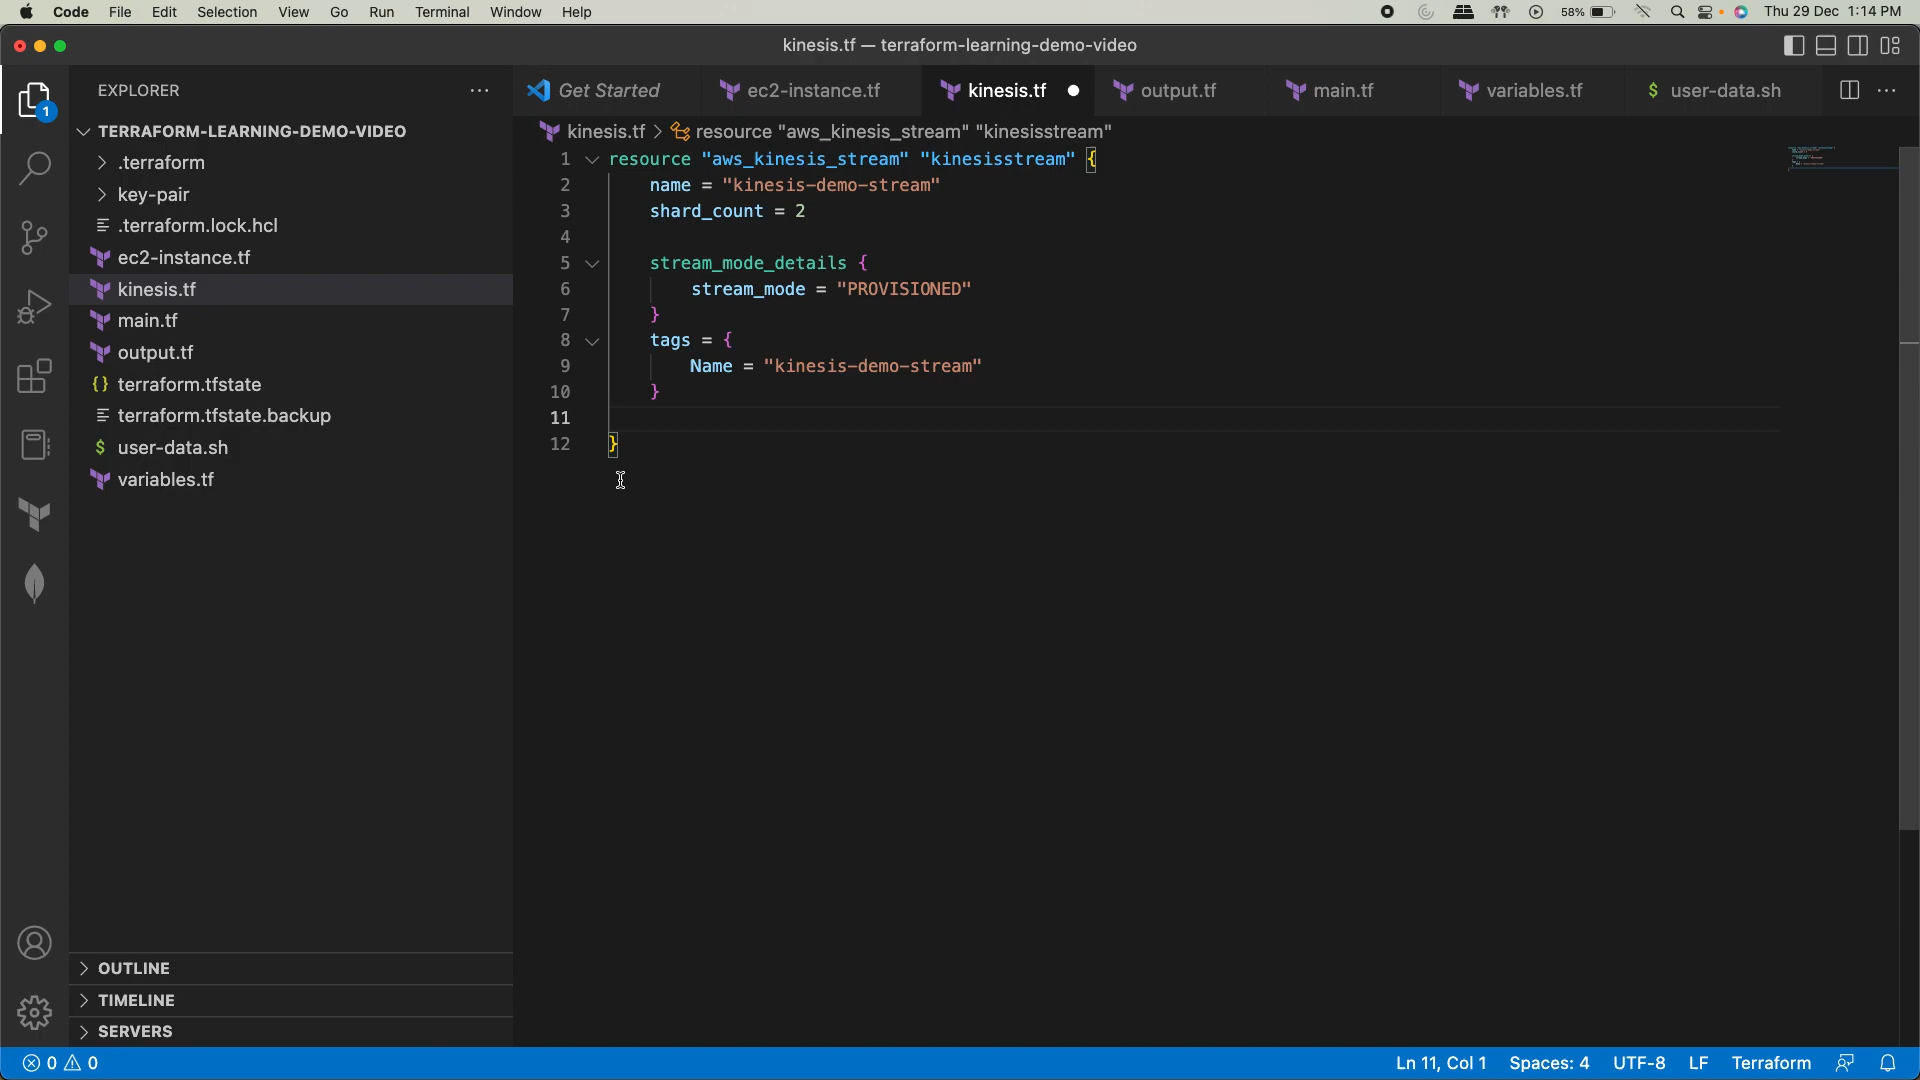 Code File Edit Selection View Go Run Terminal Window Help 58% Thu 29 Dec 1:14 PM
kinesis.tf — terraform-learning-demo-video
EXPLORER
Get Started ec2-instance.tf kinesis.tf output.tf main.tf variables.tf $ user-data.sh
1
TERRAFORM-LEARNING-DEMO-VIDEO
.terraform
key-pair
.terraform.lock.hcl
ec2-instance.tf
kinesis.tf
main.tf
output.tf
{} terraform.tfstate
terraform.tfstate.backup
$ user-data.sh
variables.tf
OUTLINE
TIMELINE
SERVERS
kinesis.tf > resource "aws_kinesis_stream" "kinesisstream"
1 resource "aws_kinesis_stream" "kinesisstream" {
2 name = "kinesis-demo-stream"
3 shard_count = 2
4
5 stream_mode_details {
6 stream_mode = "PROVISIONED"
7 }
8 tags = {
9 Name = "kinesis-demo-stream"
10 }
11
12 }
0 0 Ln 11, Col 1 Spaces: 4 UTF-8 LF Terraform